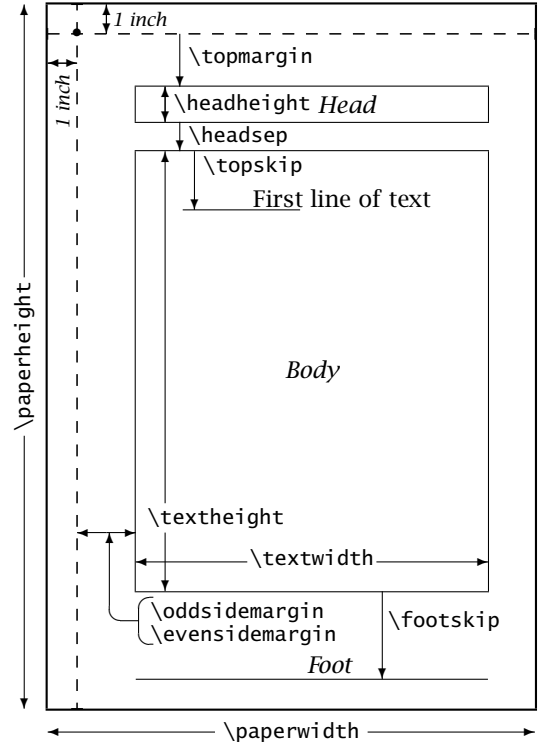 1 inch
\topmargin
1 inch
\headheight Head
\headsep
\topskip
First line of text
\paperheight
Body
\textheight
\textwidth
\oddsidemargin
\evensidemargin
\footskip
Foot
\paperwidth